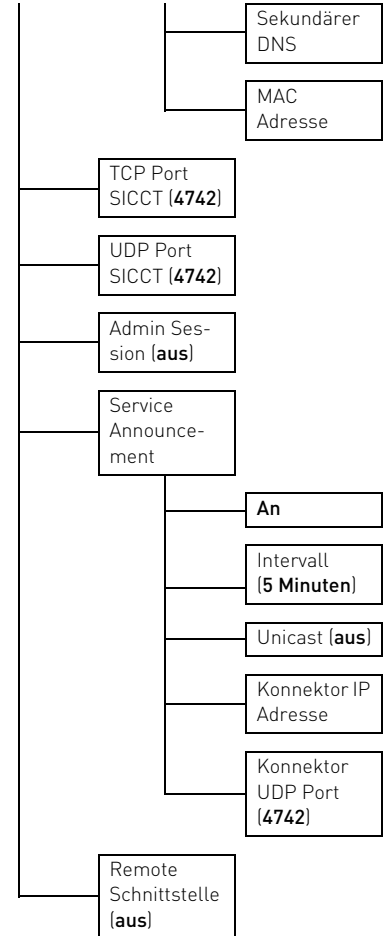 Sekundärer
DNS
MAC
Adresse
TCP Port
SICCT (4742)
UDP Port
SICCT (4742)
Admin Ses-
sion (aus)
Service
Announce-
ment
An
Intervall
(5 Minuten)
Unicast (aus)
Konnektor IP
Adresse
Konnektor
UDP Port
(4742)
Remote
Schnittstelle
(aus)